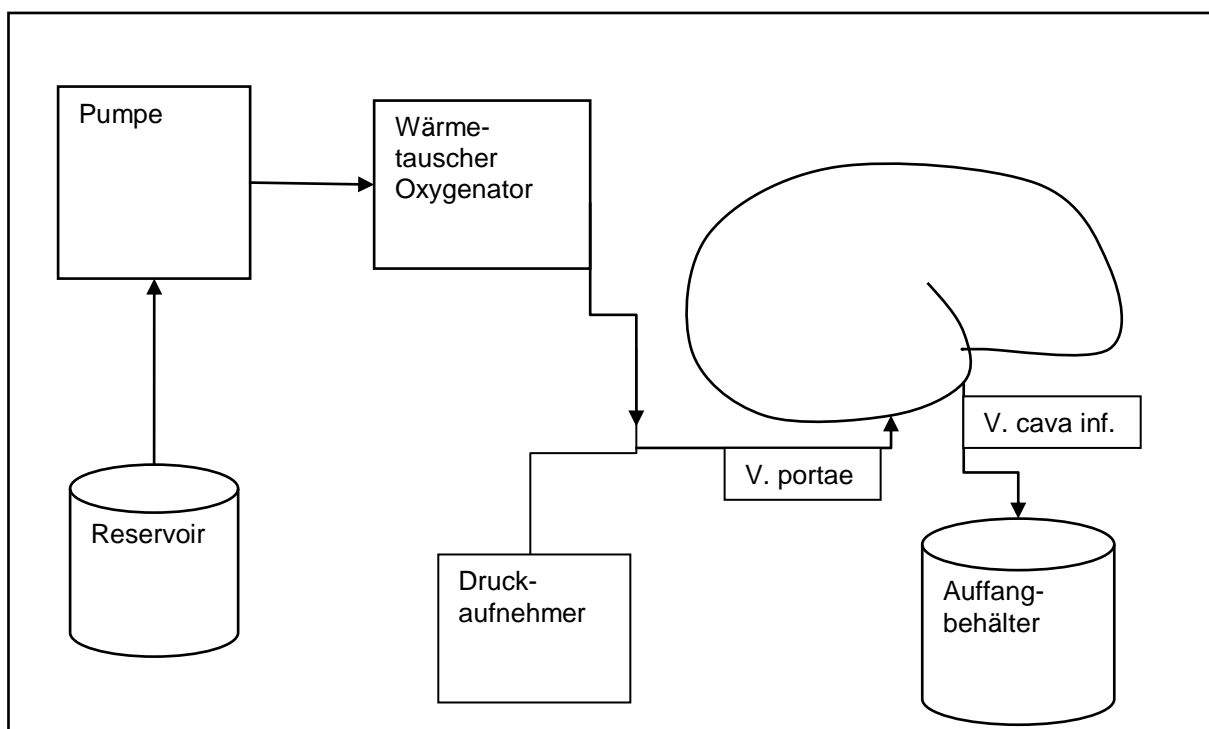 Pumpe
Wärme-
tauscher
Oxygenator
V. cava inf.
V. portae
Reservoir
Druck-
aufnehmer
Auffang-
behälter